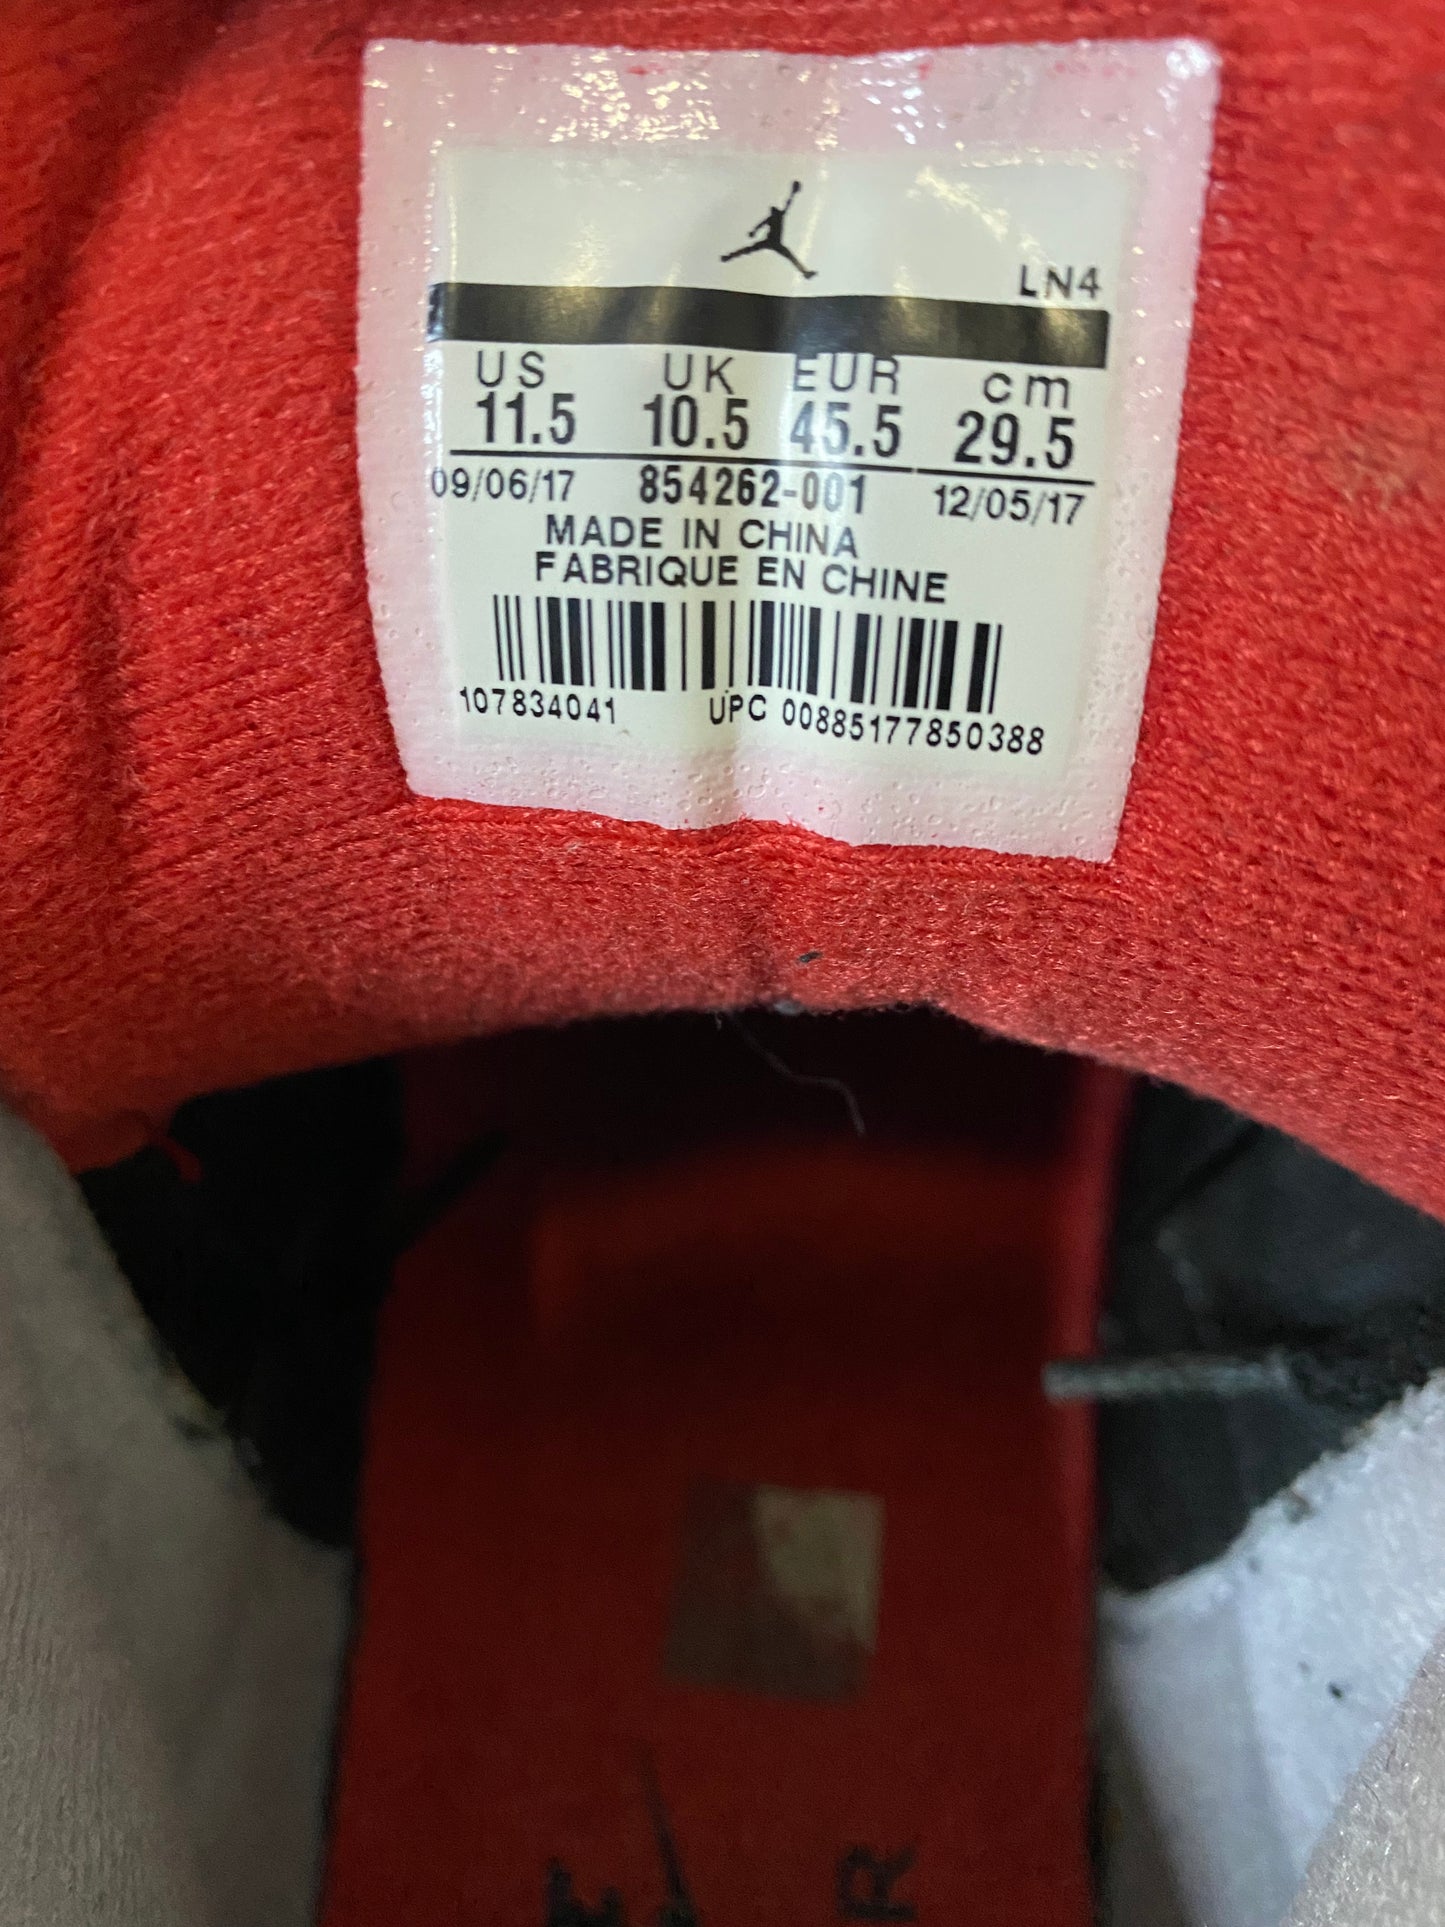 LN4
US UK EUR cm
11.5 10.5 45.5 29.5
09/06/17 854262-001 12/05/17
MADE IN CHINA
FABRIQUE EN CHINE
107834041 UPC 00885177850388